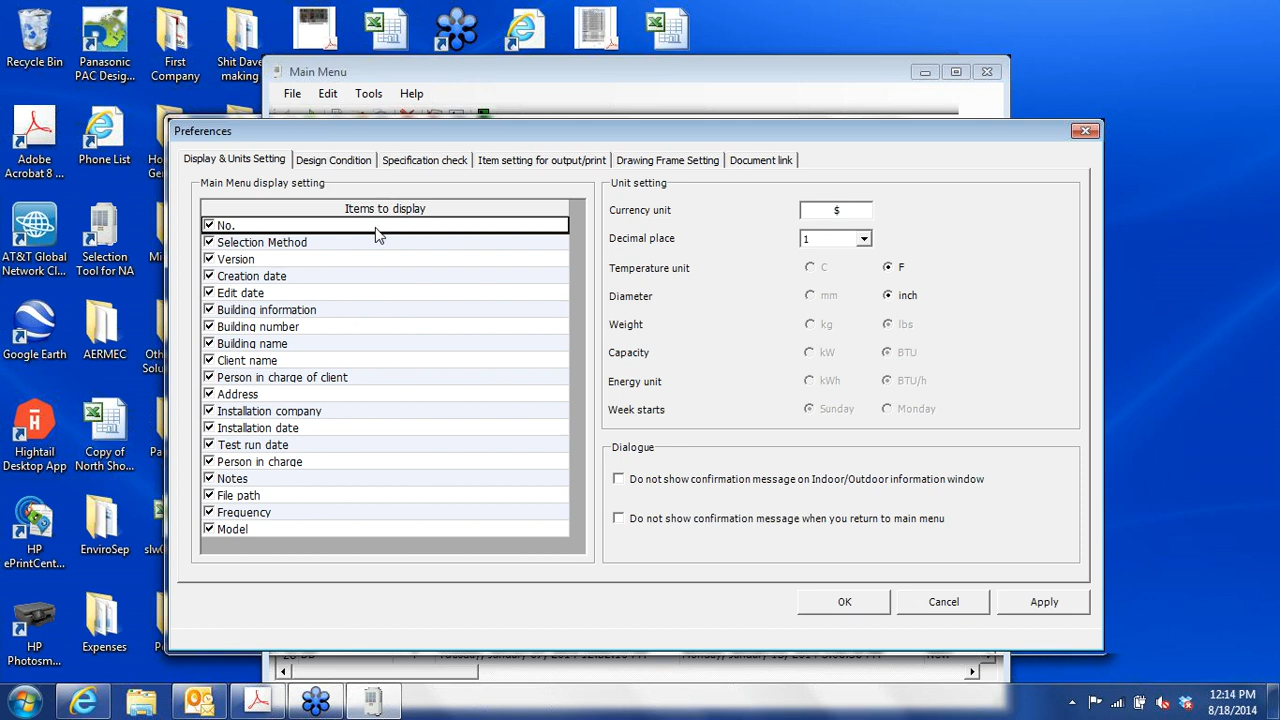 Recycle Bin
Panasonic
PAC Desig...
First
Company
Shit Dave
making
Main Menu
File Edit Tools Help
Preferences
Display & Units Setting Design Condition Specification check Item setting for output/print Drawing Frame Setting Document link
Main Menu display setting
Items to display
No.
Selection Method
Version
Creation date
Edit date
Building information
Building number
Building name
Client name
Person in charge of client
Address
Installation company
Installation date
Test run date
Person in charge
Notes
File path
Frequency
Model
Unit setting
Currency unit $
Decimal place 1
Temperature unit C F
Diameter mm inch
Weight kg lbs
Capacity kW BTU
Energy unit kWh BTU/h
Week starts Sunday Monday
Dialogue
Do not show confirmation message on Indoor/Outdoor information window
Do not show confirmation message when you return to main menu
OK Cancel Apply
Adobe
Acrobat 8 ...
Phone List
AT&T Global
Network Cl...
Selection
Tool for NA
Google Earth
AERMEC
Hightail
Desktop App
Copy of
North Sho...
HP
ePrintCent...
EnviroSep
HP
Photosm...
Expenses
12:14 PM
8/18/2014